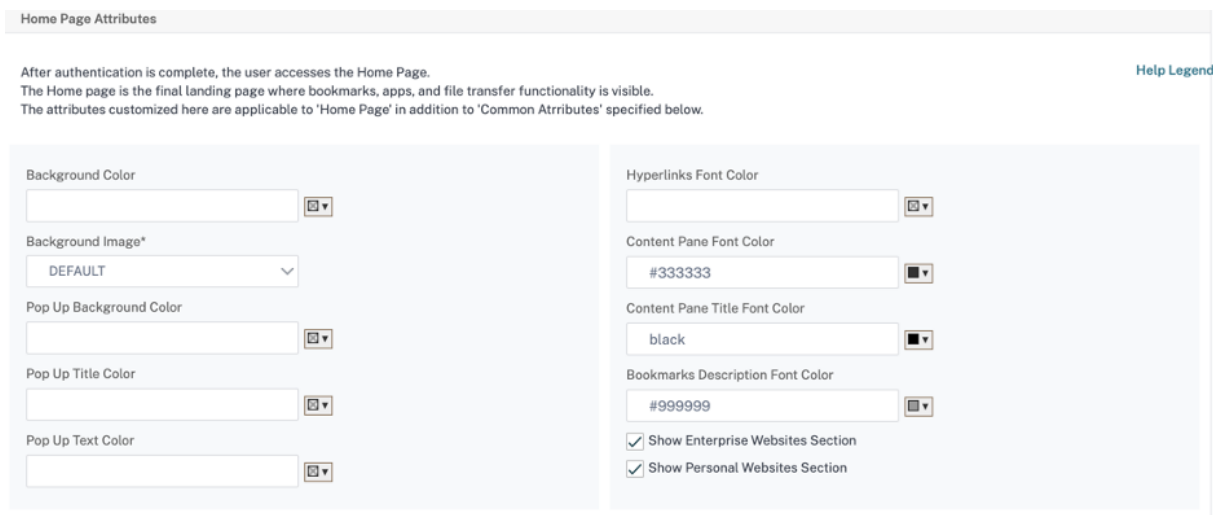 Home Page Attributes
After authentication is complete, the user accesses the Home Page.
Help Legend
The Home page is the final landing page where bookmarks, apps, and file transfer functionality is visible.
The attributes customized here are applicable to 'Home Page' in addition to 'Common Atrributes' specified below.
Background Color
Background Image*
DEFAULT
Pop Up Background Color
Pop Up Title Color
Pop Up Text Color
Hyperlinks Font Color
Content Pane Font Color
#333333
Content Pane Title Font Color
black
Bookmarks Description Font Color
#999999
Show Enterprise Websites Section
Show Personal Websites Section